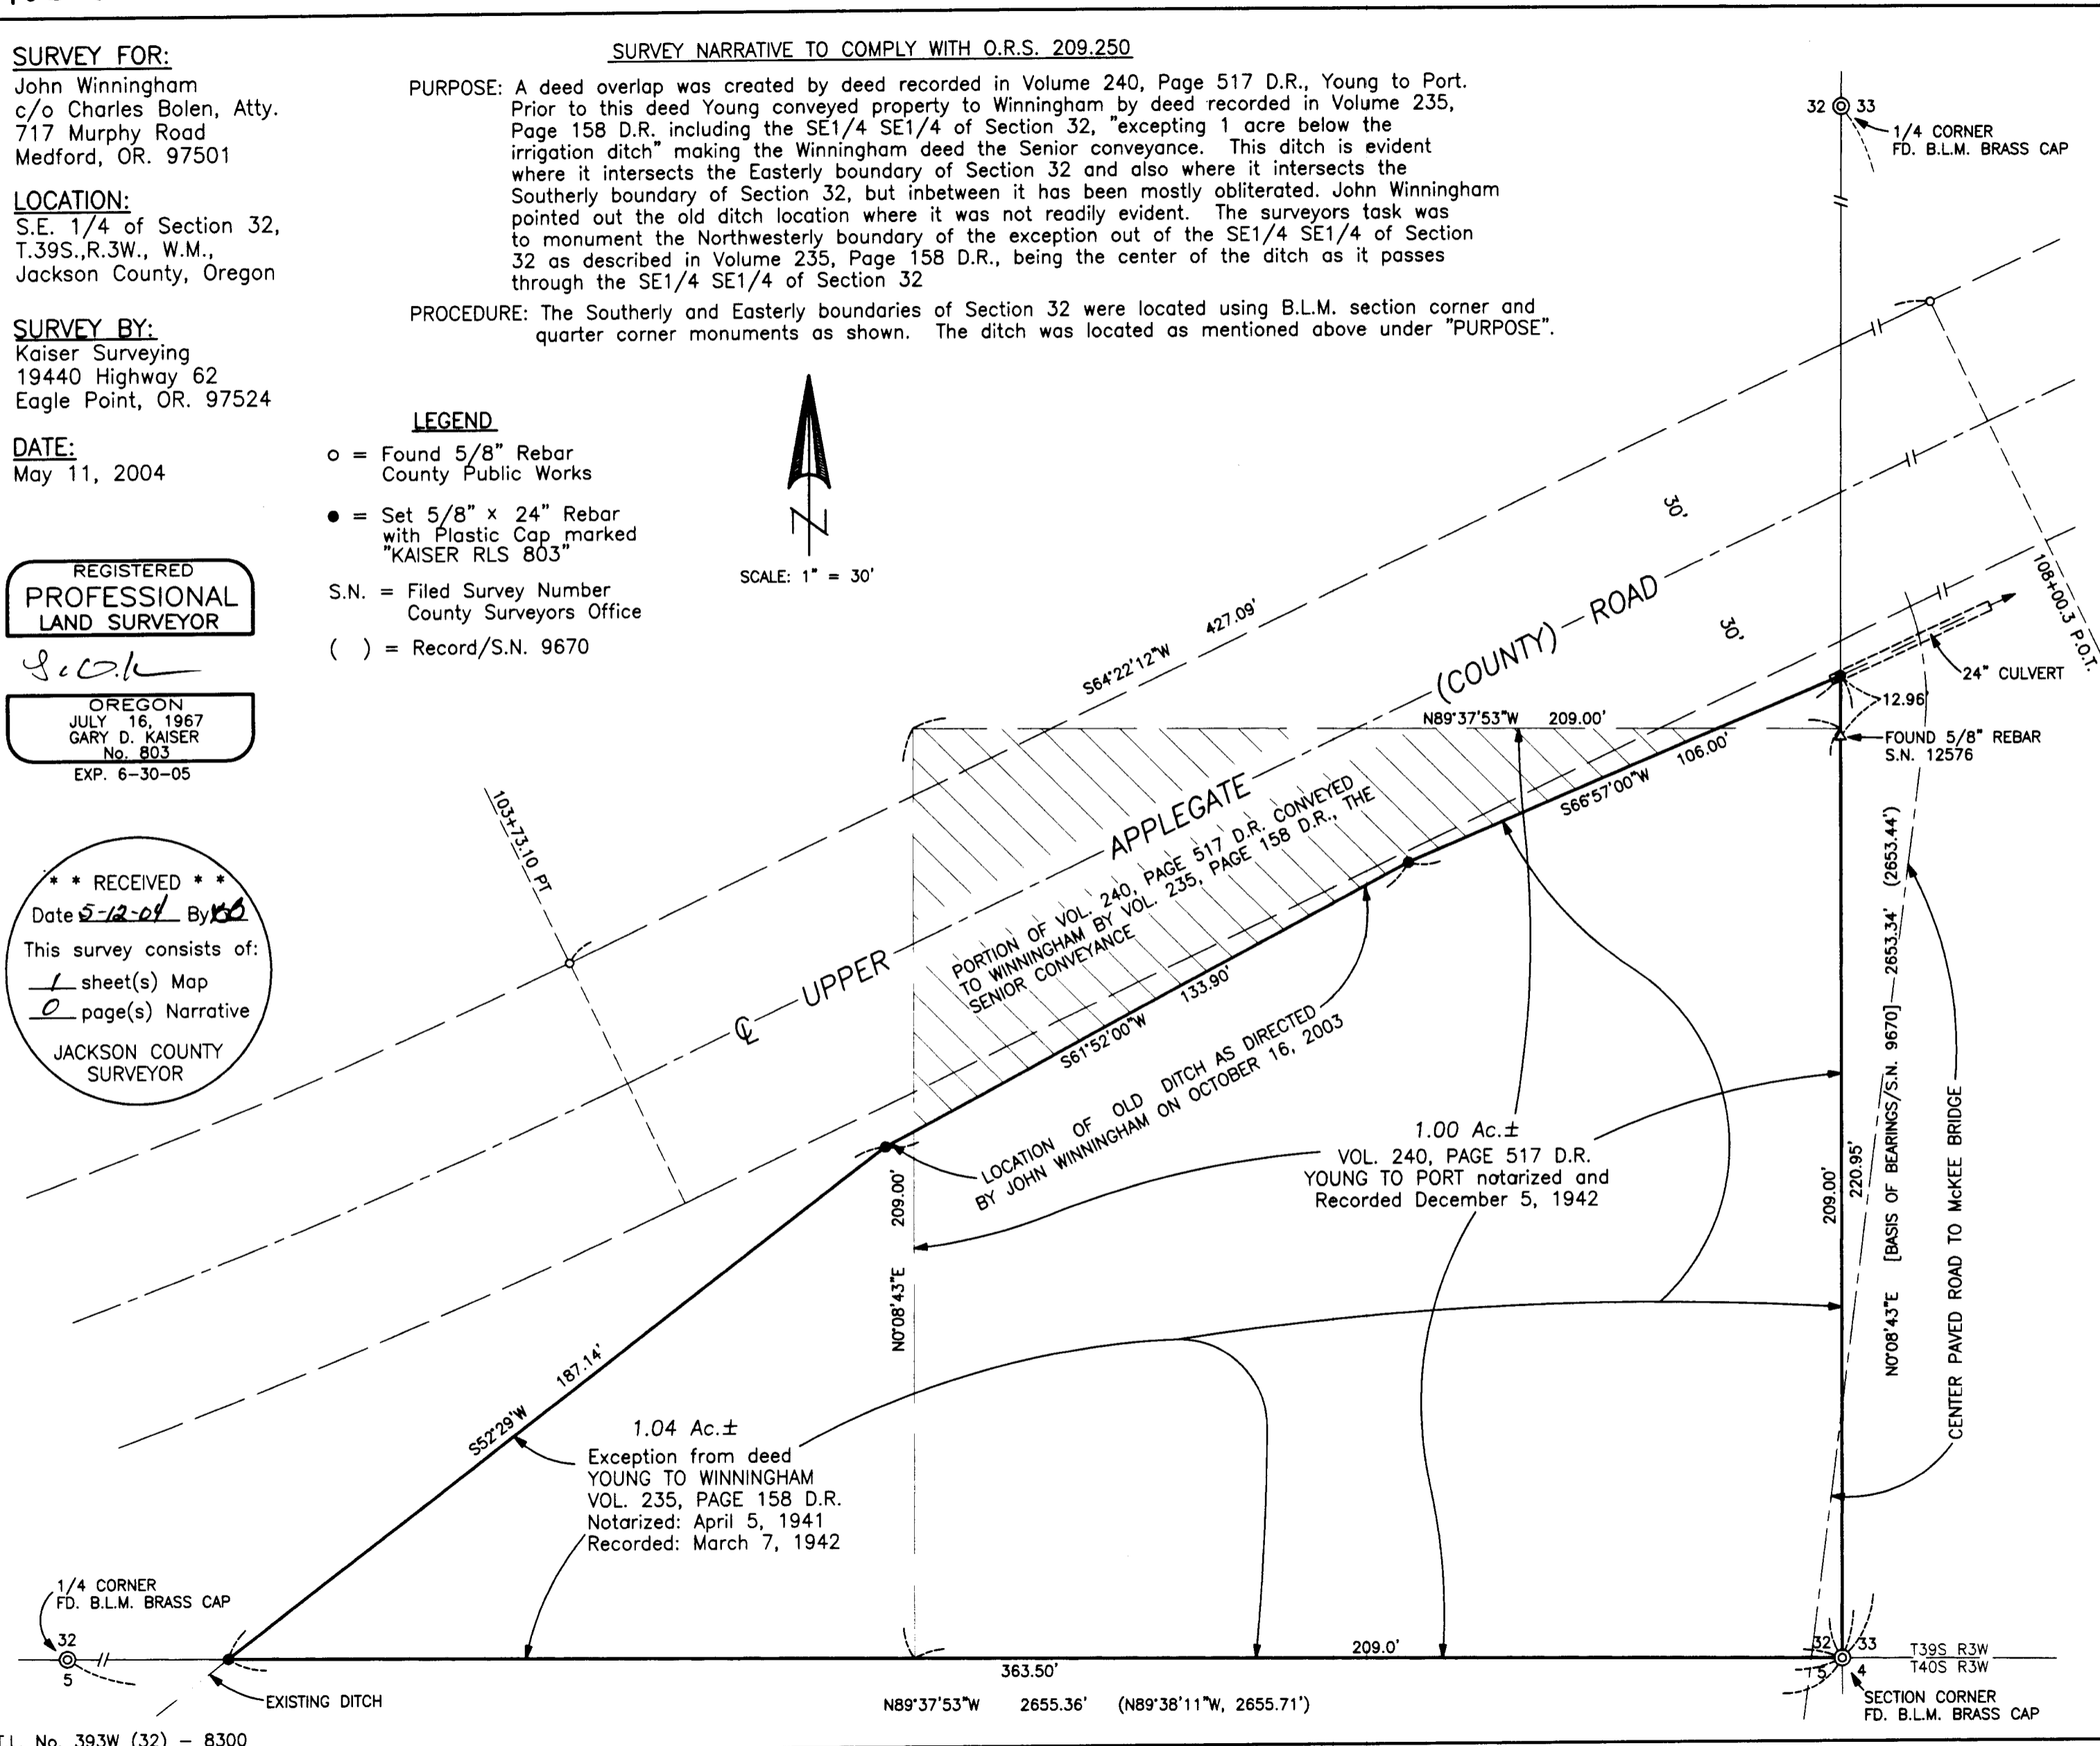 SURVEY FOR:
John Winningham
c/o Charles Bolen, Atty.
717 Murphy Road
Medford, OR. 97501
LOCATION:
S.E. 1/4 of Section 32,
T.39S.,R.3W., W.M.,
Jackson County, Oregon
SURVEY BY:
Kaiser Surveying
19440 Highway 62
Eagle Point, OR. 97524
DATE:
May 11, 2004
REGISTERED
PROFESSIONAL
LAND SURVEYOR
OREGON
JULY 16, 1967
GARY D. KAISER
No. 803
EXP. 6-30-05
* * RECEIVED * *
Date 5-12-04 By
This survey consists of:
1 sheet(s) Map
0 page(s) Narrative
JACKSON COUNTY
SURVEYOR
SURVEY NARRATIVE TO COMPLY WITH O.R.S. 209.250
PURPOSE: A deed overlap was created by deed recorded in Volume 240, Page 517 D.R., Young to Port.
Prior to this deed Young conveyed property to Winningham by deed recorded in Volume 235,
Page 158 D.R. including the SE1/4 SE1/4 of Section 32, "excepting 1 acre below the
irrigation ditch" making the Winningham deed the Senior conveyance. This ditch is evident
where it intersects the Easterly boundary of Section 32 and also where it intersects the
Southerly boundary of Section 32, but inbetween it has been mostly obliterated. John Winningham
pointed out the old ditch location where it was not readily evident. The surveyors task was
to monument the Northwesterly boundary of the exception out of the SE1/4 SE1/4 of Section
32 as described in Volume 235, Page 158 D.R., being the center of the ditch as it passes
through the SE1/4 SE1/4 of Section 32
PROCEDURE: The Southerly and Easterly boundaries of Section 32 were located using B.L.M. section corner and
quarter corner monuments as shown. The ditch was located as mentioned above under "PURPOSE".
LEGEND
o = Found 5/8" Rebar
County Public Works
● = Set 5/8" x 24" Rebar
with Plastic Cap marked
"KAISER RLS 803"
S.N. = Filed Survey Number
County Surveyors Office
( ) = Record/S.N. 9670
N
SCALE: 1" = 30'
32 33
1/4 CORNER
FD. B.L.M. BRASS CAP
30'
30'
108+00.3 P.O.T.
S64°22'12"W 427.09'
UPPER APPLEGATE (COUNTY) ROAD
24" CULVERT
12.96'
FOUND 5/8" REBAR
S.N. 12576
N89°37'53"W 209.00'
S66°57'00"W 106.00'
103+73.10 PT
PORTION OF VOL. 240, PAGE 517 D.R. CONVEYED
TO WINNINGHAM BY VOL. 235, PAGE 158 D.R., THE
SENIOR CONVEYANCE
S61°52'00"W 133.90'
LOCATION OF OLD DITCH AS DIRECTED
BY JOHN WINNINGHAM ON OCTOBER 16, 2003
1.00 Ac.±
VOL. 240, PAGE 517 D.R.
YOUNG TO PORT notarized and
Recorded December 5, 1942
N0°08'43"E 209.00'
209.00'
220.95'
N0°08'43"E [BASIS OF BEARINGS/S.N. 9670] 2653.34' (2653.44')
CENTER PAVED ROAD TO McKEE BRIDGE
S52°29'W 187.14'
1.04 Ac.±
Exception from deed
YOUNG TO WINNINGHAM
VOL. 235, PAGE 158 D.R.
Notarized: April 5, 1941
Recorded: March 7, 1942
1/4 CORNER
FD. B.L.M. BRASS CAP
32
5
EXISTING DITCH
209.0'
363.50'
N89°37'53"W 2655.36' (N89°38'11"W, 2655.71')
32 33
5 4
T39S R3W
T40S R3W
SECTION CORNER
FD. B.L.M. BRASS CAP
No. 393W (32) - 8300